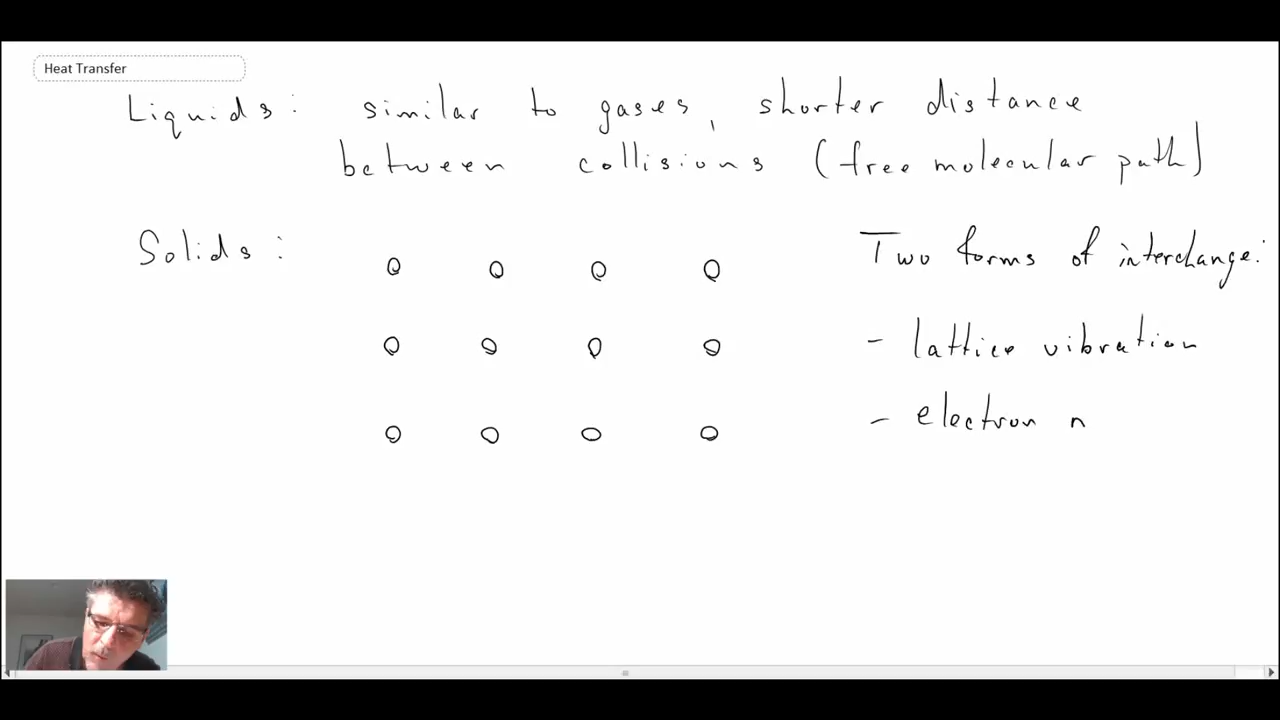 Heat Transfer
Liquids: similar to gases, shorter distance
between collisions (free molecular path)
Solids:
Two forms of interchange:
- lattice vibration
- electron n